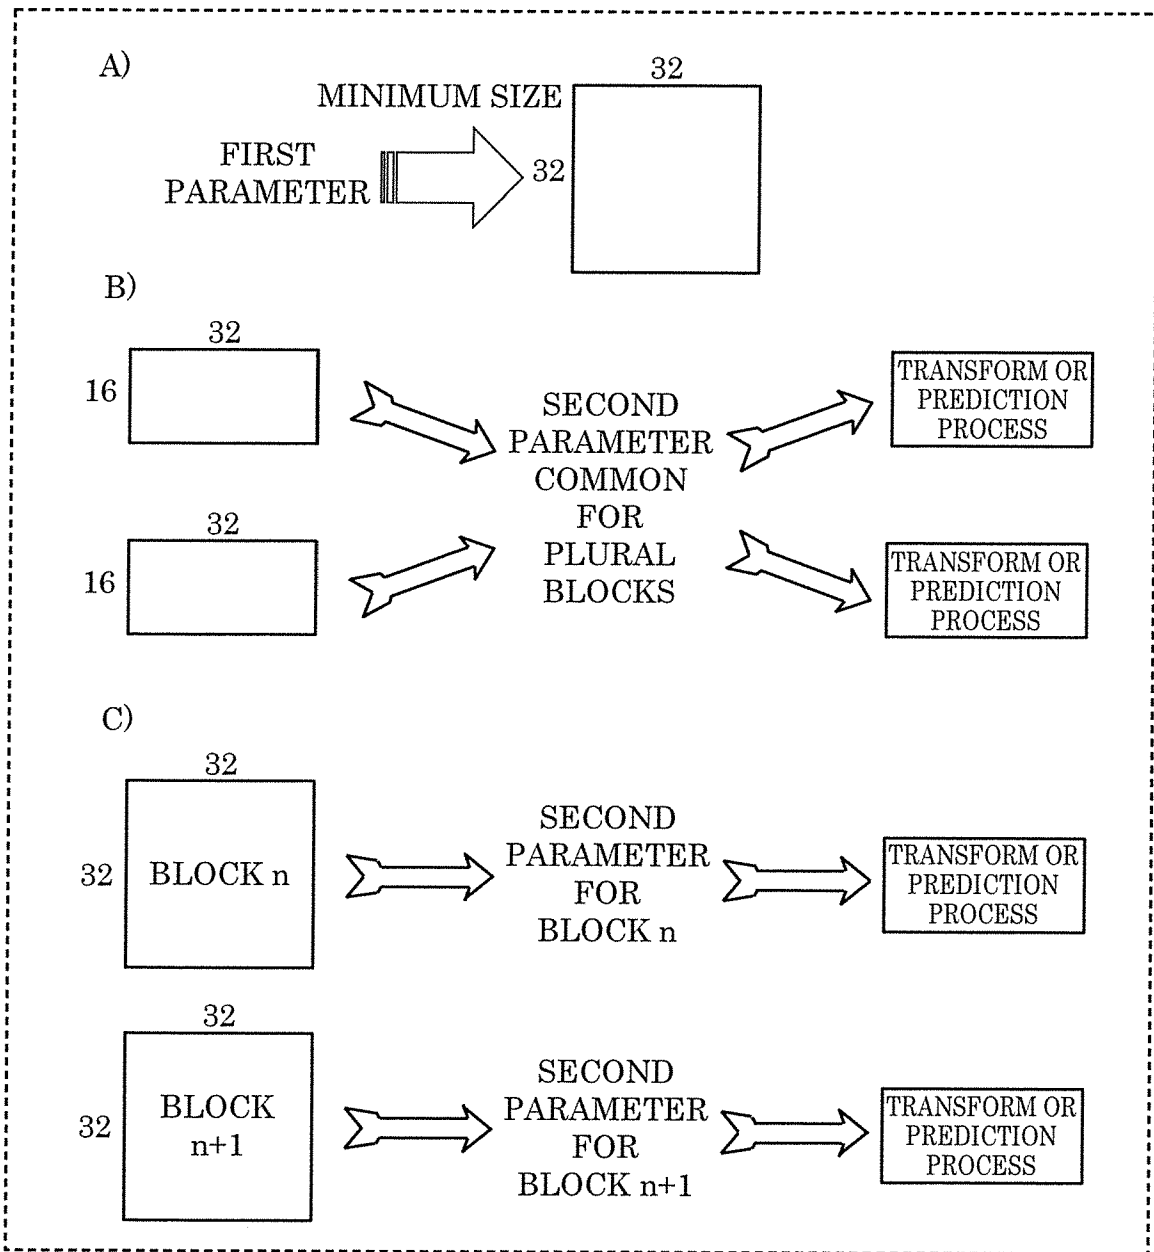 A)
32
MINIMUM SIZE
FIRST
PARAMETER
32
B)
32
16
32
16
SECOND
PARAMETER
COMMON
FOR
PLURAL
BLOCKS
TRANSFORM OR
PREDICTION
PROCESS
TRANSFORM OR
PREDICTION
PROCESS
C)
32
32
BLOCK n
SECOND
PARAMETER
FOR
BLOCK n
TRANSFORM OR
PREDICTION
PROCESS
32
32
BLOCK
n+1
SECOND
PARAMETER
FOR
BLOCK n+1
TRANSFORM OR
PREDICTION
PROCESS